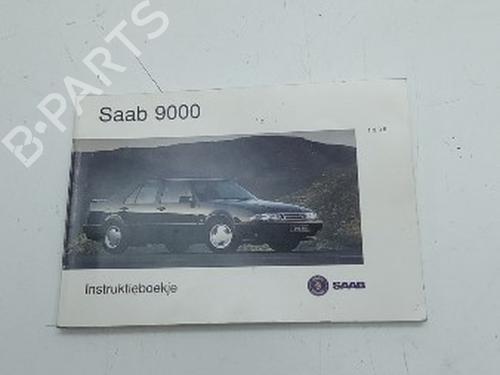 B-PARTS
Saab 9000
Instruktieboekje
SAAB